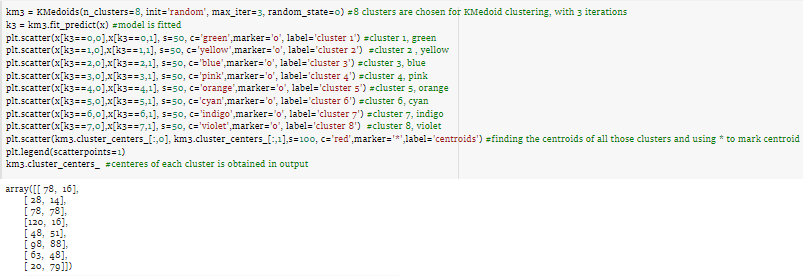 km3 = KMedoids(n_clusters=8, init='random', max_iter=3, random_state=0) #8 clusters are chosen for KMedoid clustering, with 3 iterations
k3 = km3.fit_predict(x) #model is fitted
plt.scatter(x[k3==0,0],x[k3==0,1], s=50, c='green',marker='o', label='cluster 1') #cluster 1, green
plt.scatter(x[k3==1,0],x[k3==1,1], s=50, c='yellow',marker='o', label='cluster 2')  #cluster 2 , yellow
plt.scatter(x[k3==2,0],x[k3==2,1], s=50, c='blue',marker='o', label='cluster 3') #cluster 3, blue
plt.scatter(x[k3==3,0],x[k3==3,1], s=50, c='pink',marker='o', label='cluster 4') #cluster 4, pink
plt.scatter(x[k3==4,0],x[k3==4,1], s=50, c='orange',marker='o', label='cluster 5') #cluster 5, orange
plt.scatter(x[k3==5,0],x[k3==5,1], s=50, c='cyan',marker='o', label='cluster 6') #cluster 6, cyan
plt.scatter(x[k3==6,0],x[k3==6,1], s=50, c='indigo',marker='o', label='cluster 7') #cluster 7, indigo
plt.scatter(x[k3==7,0],x[k3==7,1], s=50, c='violet',marker='o', label='cluster 8')  #cluster 8, violet
plt.scatter(km3.cluster_centers_[:,0], km3.cluster_centers_[:,1],s=100, c='red',marker='*',label='centroids') #finding the centroids of all those clusters and using * to mark centroid
plt.legend(scatterpoints=1)
km3.cluster_centers_  #centeres of each cluster is obtained in output
array([[ 78, 16],
[ 28, 14],
[ 78, 78],
[120, 16],
[ 48, 51],
[ 98, 88],
[ 63, 48],
[ 20, 79]])